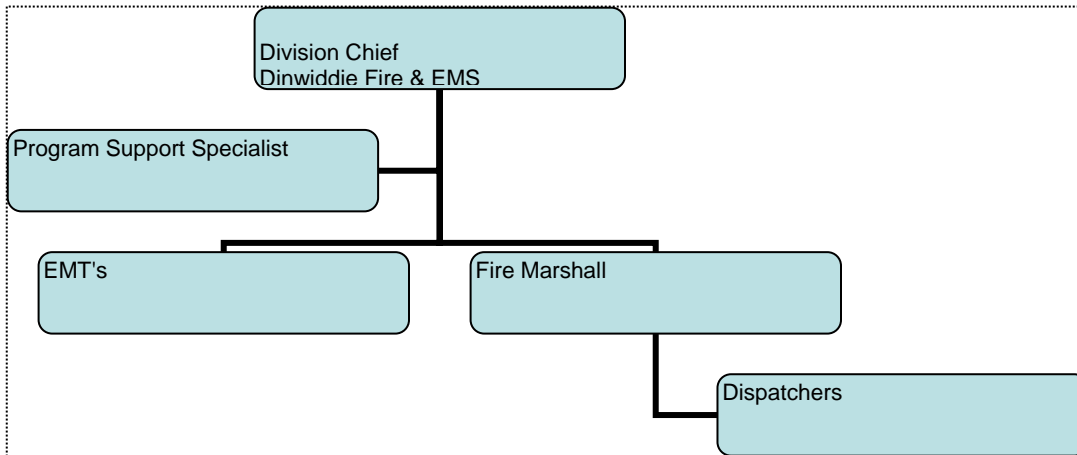 Division Chief
Dinwiddie Fire & EMS
Program Support Specialist
EMT's
Fire Marshall
Dispatchers